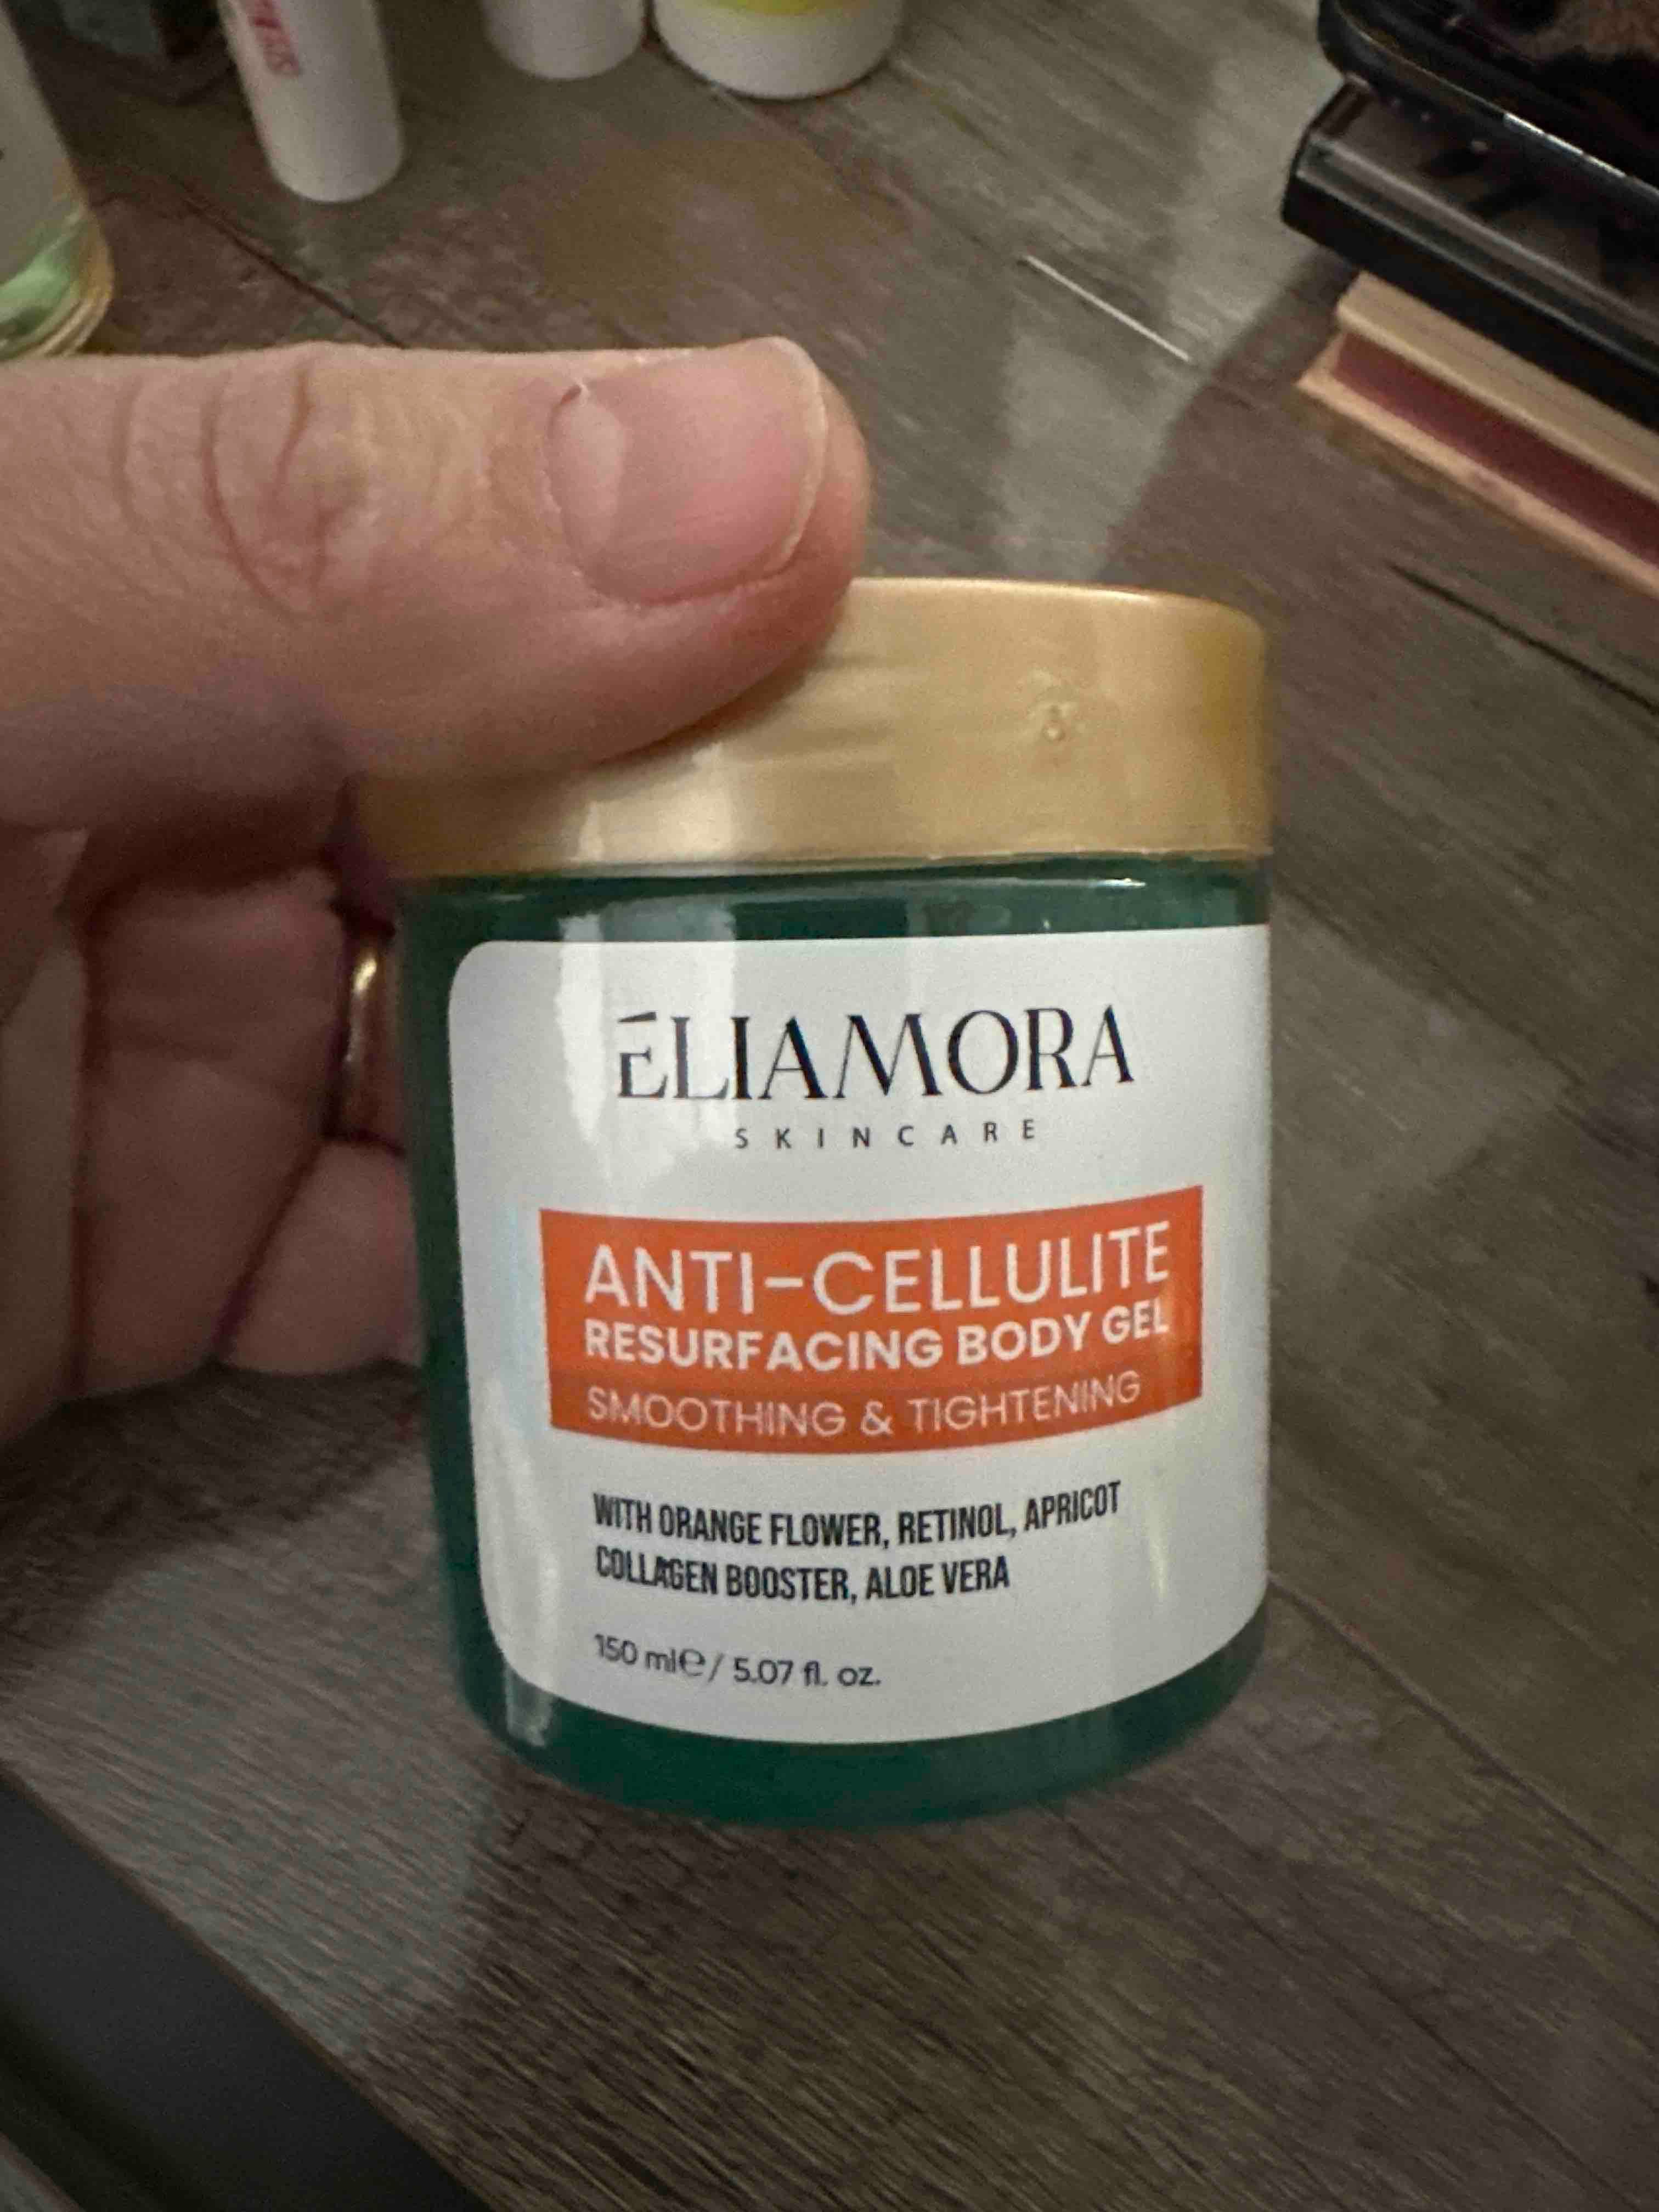 ÉLIAMORA
SKINCARE
ANTI-CELLULITE
RESURFACING BODY GEL
SMOOTHING & TIGHTENING
WITH ORANGE FLOWER, RETINOL, APRICOT
COLLAGEN BOOSTER, ALOE VERA
150 ml℮ / 5.07 fl. oz.